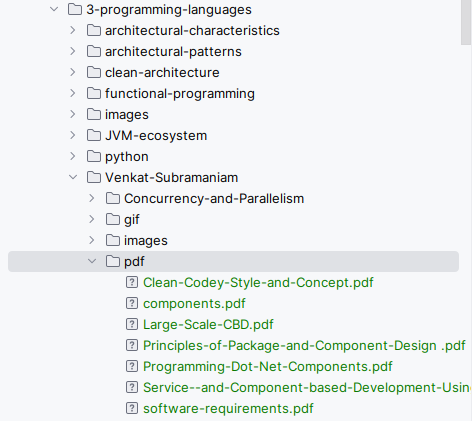 3-programming-languages
architectural-characteristics
architectural-patterns
clean-architecture
functional-programming
images
JVM-ecosystem
python
Venkat-Subramaniam
Concurrency-and-Parallelism
gif
images
pdf
Clean-Codey-Style-and-Concept.pdf
components.pdf
Large-Scale-CBD.pdf
Principles-of-Package-and-Component-Design .pdf
Programming-Dot-Net-Components.pdf
Service--and-Component-based-Development-Usin
software-requirements.pdf